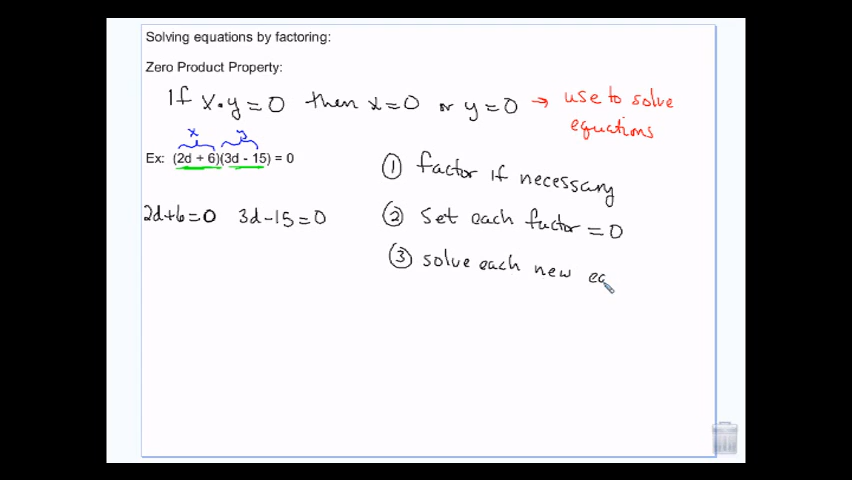 Solving equations by factoring:
Zero Product Property:
If x·y=0 then x=0 or y=0 → use to solve
equations
x y
Ex: (2d + 6)(3d - 15) = 0
① factor if necessary
2d+6=0 3d-15=0
② Set each factor = 0
③ solve each new eq